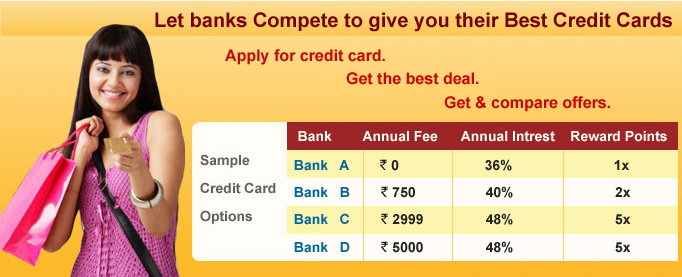 Let banks Compete to give you their Best Credit Cards
Apply for credit card.
Get the best deal.
Get & compare offers.
Bank Annual Fee Annual Intrest Reward Points
Sample
Credit Card
Options
Bank A ₹ 0 36% 1x
Bank B ₹ 750 40% 2x
Bank C ₹ 2999 48% 5x
Bank D ₹ 5000 48% 5x